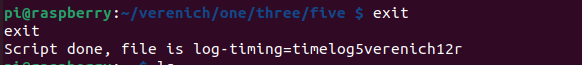 pi@raspberry:~/verenich/one/three/five $ exit
exit
Script done, file is log-timing=timelog5verenich12r